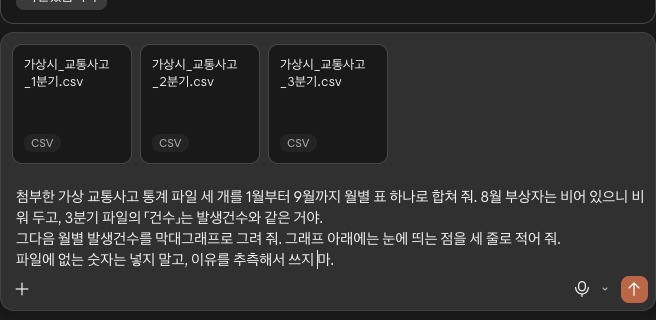 가상시_교통사고
_1분기.csv
CSV
가상시_교통사고
_2분기.csv
CSV
가상시_교통사고
_3분기.csv
CSV
첨부한 가상 교통사고 통계 파일 세 개를 1월부터 9월까지 월별 표 하나로 합쳐 줘. 8월 부상자는 비어 있으니 비
워 두고, 3분기 파일의 「건수」는 발생건수와 같은 거야.
그다음 월별 발생건수를 막대그래프로 그려 줘. 그래프 아래에는 눈에 띄는 점을 세 줄로 적어 줘.
파일에 없는 숫자는 넣지 말고, 이유를 추측해서 쓰지 마.